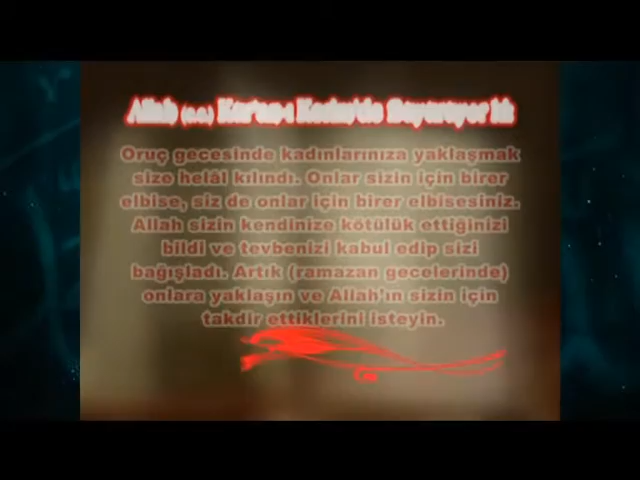 Allah (c.c.) Kur'an-ı Kerim'de Buyuruyor ki:
Oruç gecesinde kadınlarınıza yaklaşmak
size helâl kılındı. Onlar sizin için birer
elbise, siz de onlar için birer elbisesiniz.
Allah sizin kendinize kötülük ettiğinizi
bildi ve tevbenizi kabul edip sizi
bağışladı. Artık (ramazan gecelerinde)
onlara yaklaşın ve Allah'ın sizin için
takdir ettiklerini isteyin.